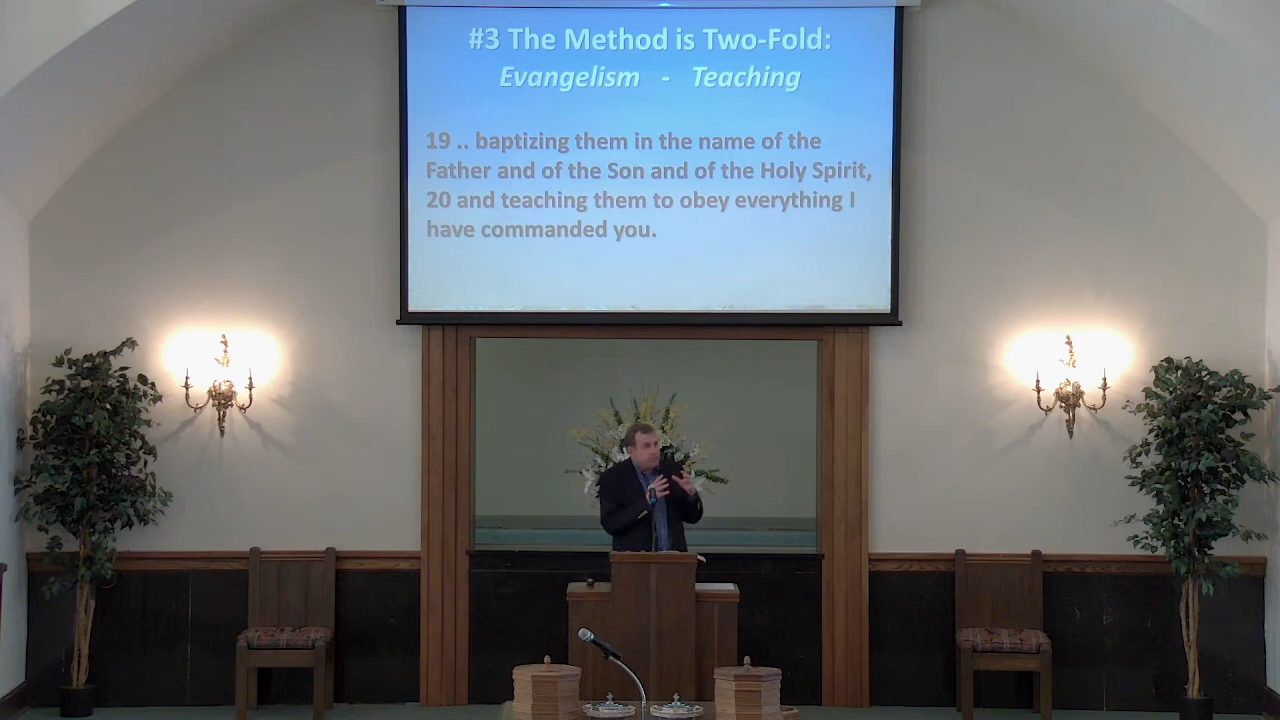 #3 The Method is Two-Fold:
Evangelism - Teaching
19 .. baptizing them in the name of the
Father and of the Son and of the Holy Spirit,
20 and teaching them to obey everything I
have commanded you.